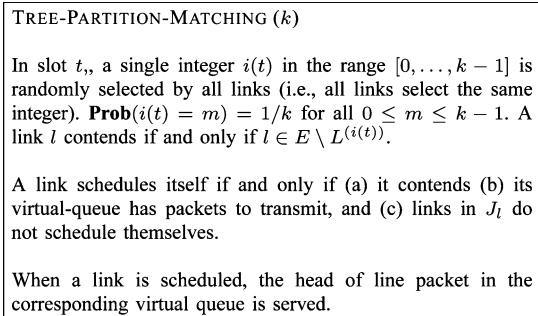 TREE-PARTITION-MATCHING (k)
In slot t,, a single integer i(t) in the range [0, . . . , k − 1] is
randomly selected by all links (i.e., all links select the same
integer). Prob(i(t) = m) = 1/k for all 0 ≤ m ≤ k − 1. A
link l contends if and only if l ∈ E \ L^(i(t)).
A link schedules itself if and only if (a) it contends (b) its
virtual-queue has packets to transmit, and (c) links in J_l do
not schedule themselves.
When a link is scheduled, the head of line packet in the
corresponding virtual queue is served.